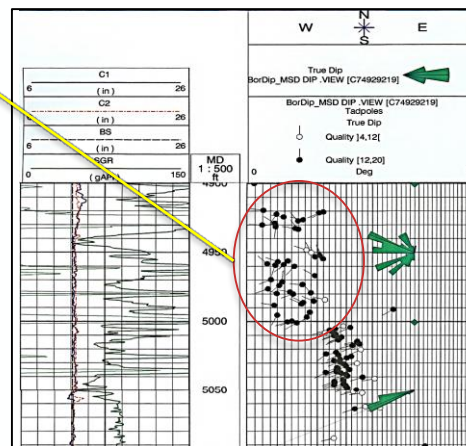 N
W E
S
C1
6 ( in ) 26
C2
6 ( in ) 26
BS
6 ( in ) 26
SGR
0 ( gAPI ) 150
MD
1 : 500
ft
True Dip
BorDip_MSD DIP .VIEW [C74929219]
BorDip_MSD DIP .VIEW [C74929219]
Tadpoles
True Dip
Quality ]4,12[
Quality [12,20]
0 Deg
4900
4950
5000
5050